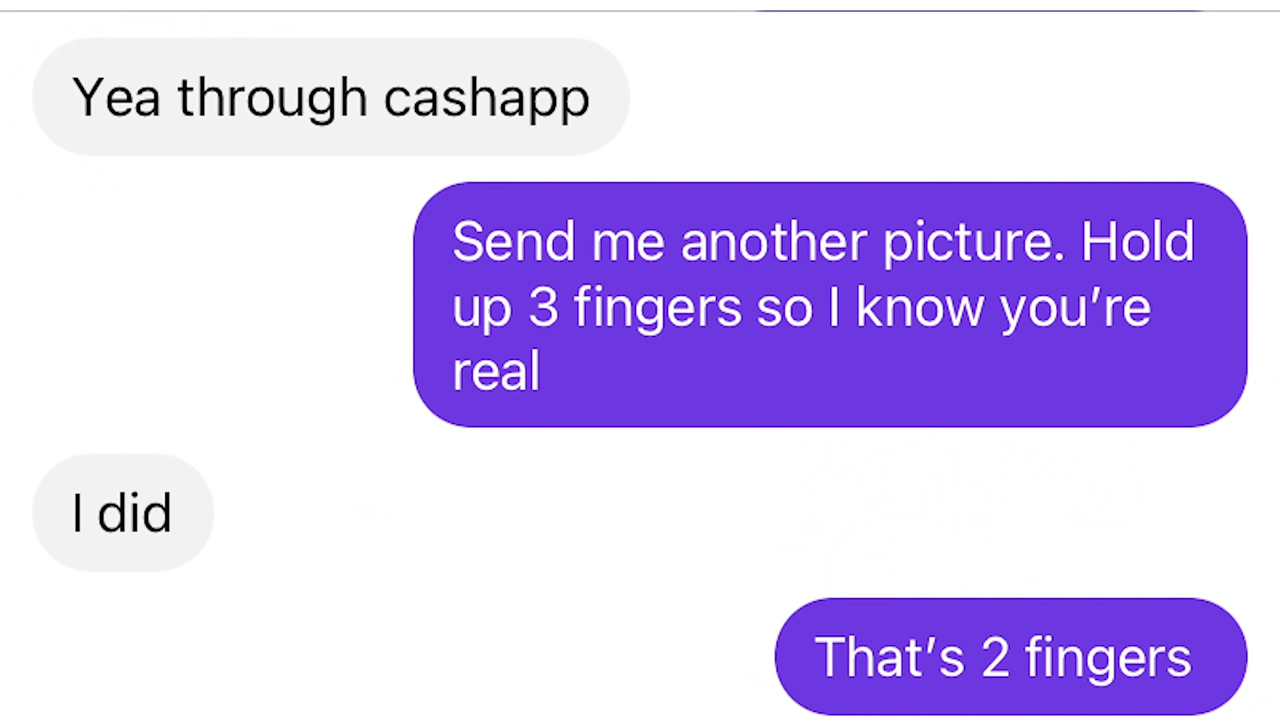 Yea through cashapp
Send me another picture. Hold
up 3 fingers so I know you’re
real
I did
That’s 2 fingers